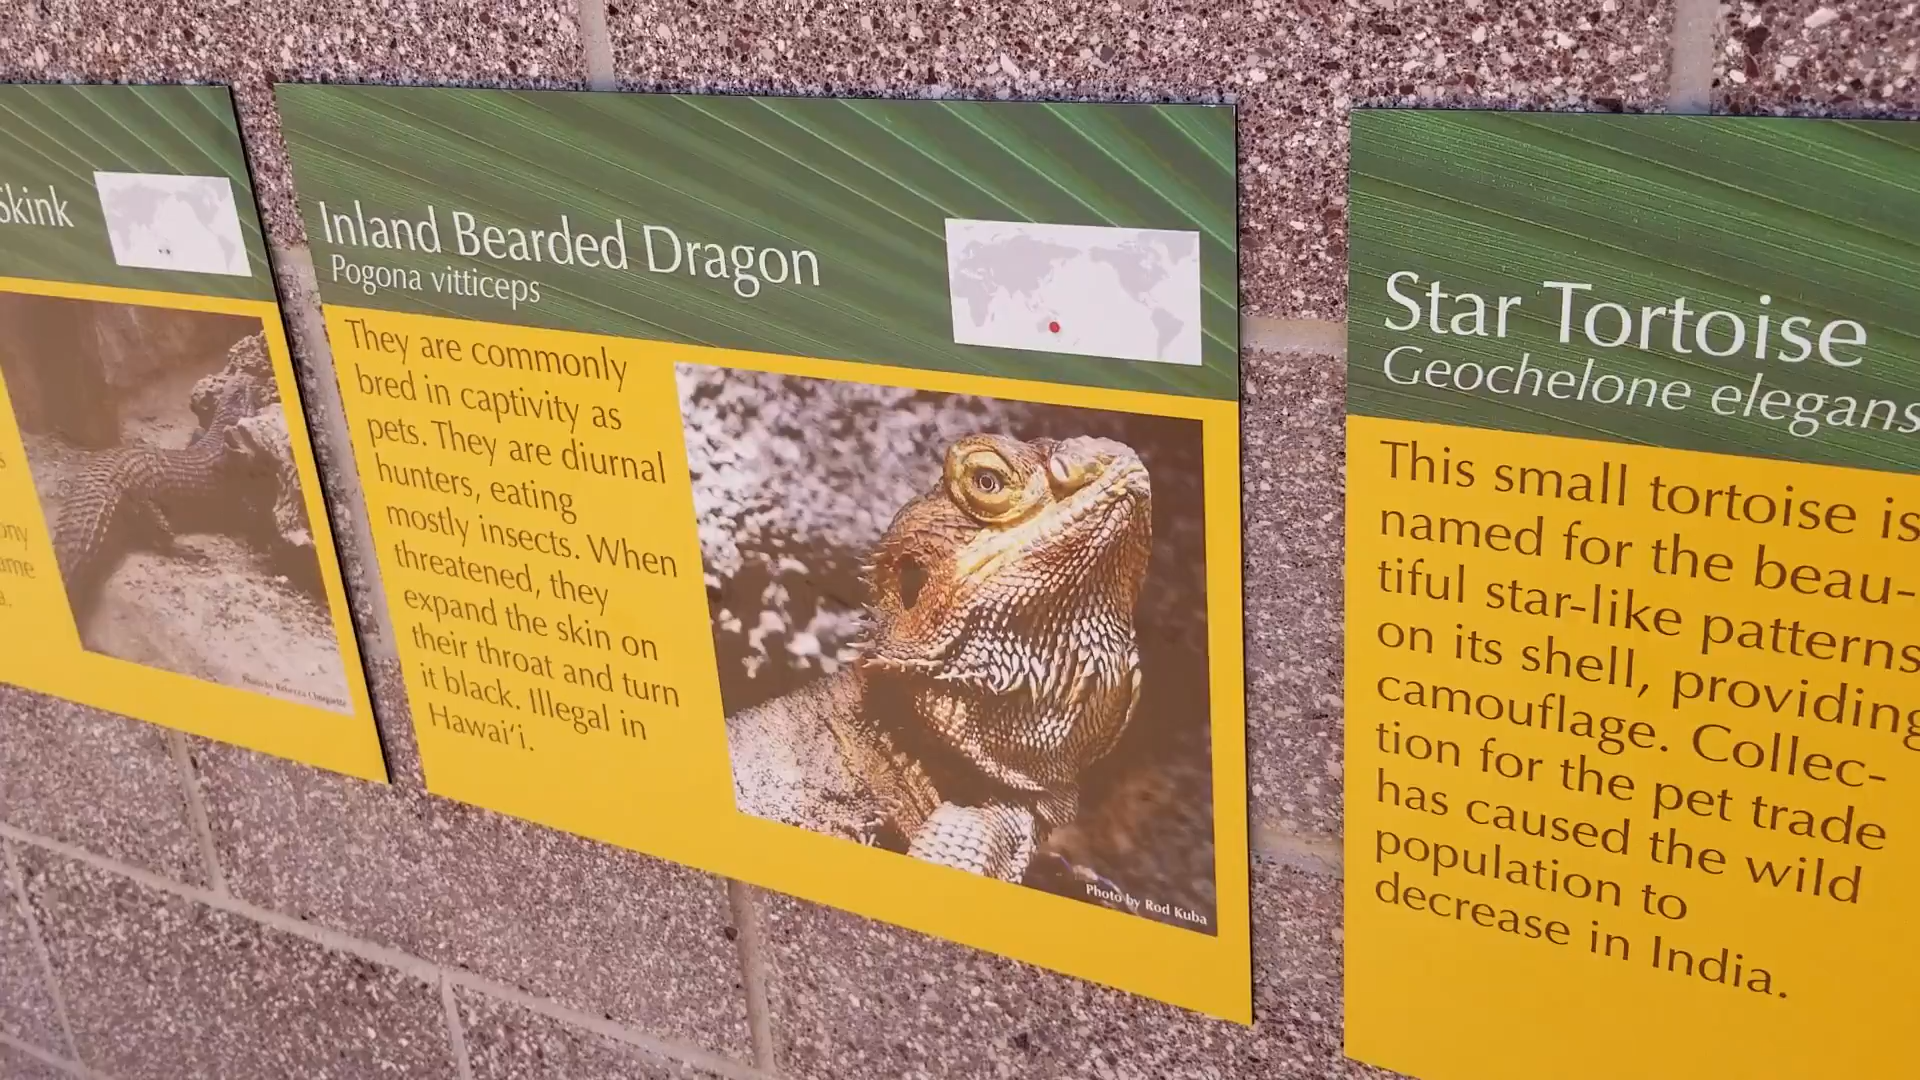 Skink
Photo by Rebecca Choquette
Inland Bearded Dragon
Pogona vitticeps
They are commonly
bred in captivity as
pets. They are diurnal
hunters, eating
mostly insects. When
threatened, they
expand the skin on
their throat and turn
it black. Illegal in
Hawai‘i.
Photo by Rod Kuba
Star Tortoise
Geochelone elegans
This small tortoise is
named for the beau-
tiful star-like patterns
on its shell, providing
camouflage. Collec-
tion for the pet trade
has caused the wild
population to
decrease in India.